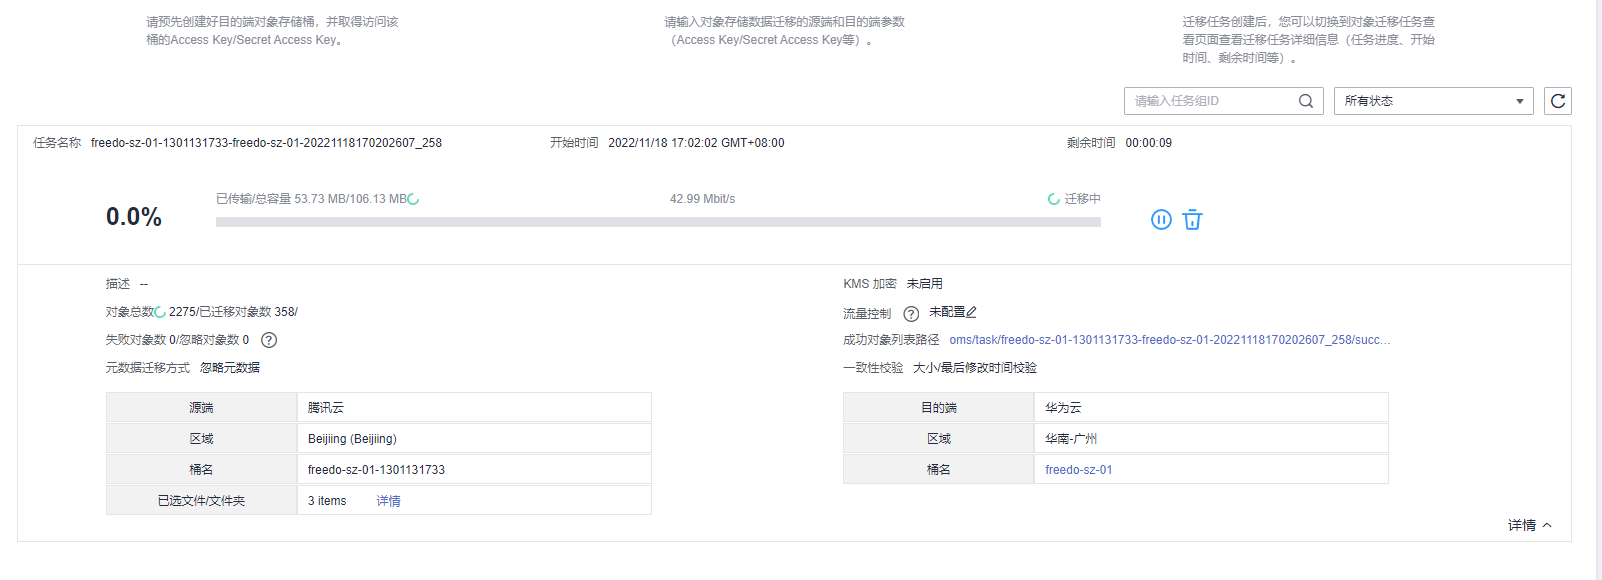 请预先创建好目的端对象存储桶，并取得访问该
桶的Access Key/Secret Access Key。
请输入对象存储数据迁移的源端和目的端参数
（Access Key/Secret Access Key等）。
迁移任务创建后，您可以切换到对象迁移任务查
看页面查看迁移任务详细信息（任务进度、开始
时间、剩余时间等）。
请输入任务组ID
所有状态
任务名称 freedo-sz-01-1301131733-freedo-sz-01-20221118170202607_258 开始时间 2022/11/18 17:02:02 GMT+08:00 剩余时间 00:00:09
已传输/总容量 53.73 MB/106.13 MB 42.99 Mbit/s 迁移中
0.0%
描述 --
KMS 加密 未启用
对象总数 2275/已迁移对象数 358/
流量控制 ? 未配置
失败对象数 0/忽略对象数 0 ?
成功对象列表路径 oms/task/freedo-sz-01-1301131733-freedo-sz-01-20221118170202607_258/succ...
元数据迁移方式 忽略元数据
一致性校验 大小/最后修改时间校验
源端 腾讯云
区域 Beijiing (Beijiing)
桶名 freedo-sz-01-1301131733
已选文件/文件夹 3 items 详情
目的端 华为云
区域 华南-广州
桶名 freedo-sz-01
详情